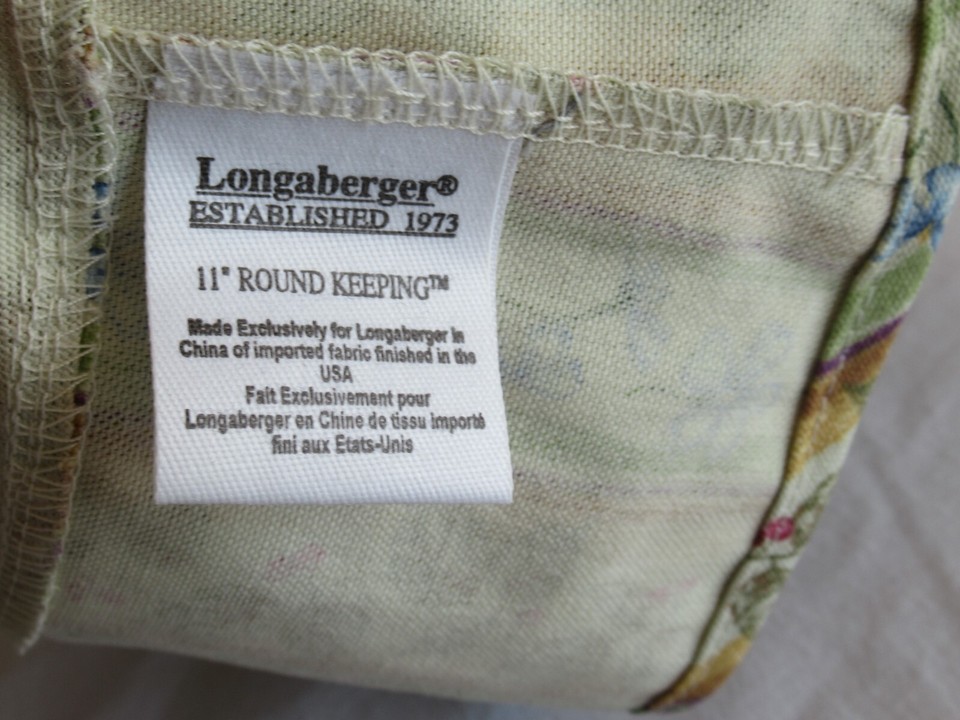 Longaberger®
ESTABLISHED 1973
11" ROUND KEEPING™
Made Exclusively for Longaberger in
China of imported fabric finished in the
USA
Fait Exclusivement pour
Longaberger en Chine de tissu importé
fini aux Etats-Unis